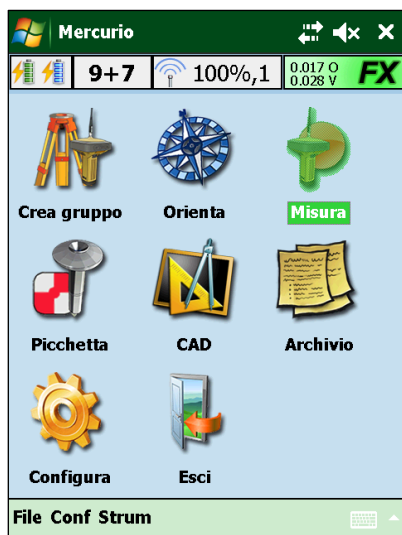 Mercurio
9+7 100%,1 0.017 O FX
0.028 V
Crea gruppo Orienta Misura
Picchetta CAD Archivio
Configura Esci
File Conf Strum